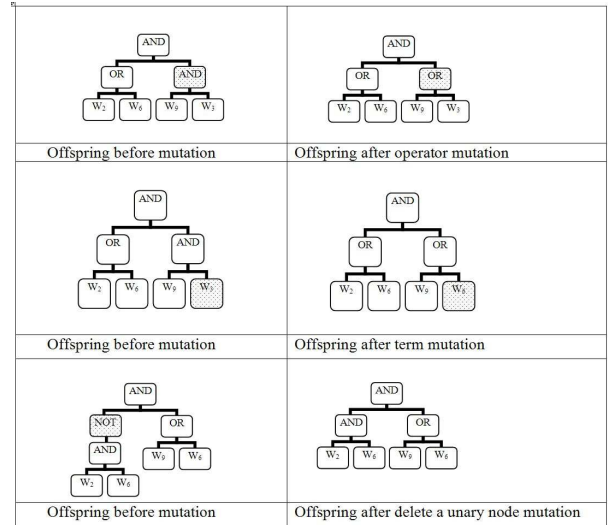 AND AND
OR AND OR OR
W2 W6 W9 W3 W2 W6 W9 W3
Offspring before mutation Offspring after operator mutation
AND AND
OR AND OR OR
W2 W6 W9 W3 W2 W6 W9 W6
Offspring before mutation Offspring after term mutation
AND AND
NOT OR AND OR
AND W9 W6 W2 W6 W9 W6
W2 W6
Offspring before mutation Offspring after delete a unary node mutation